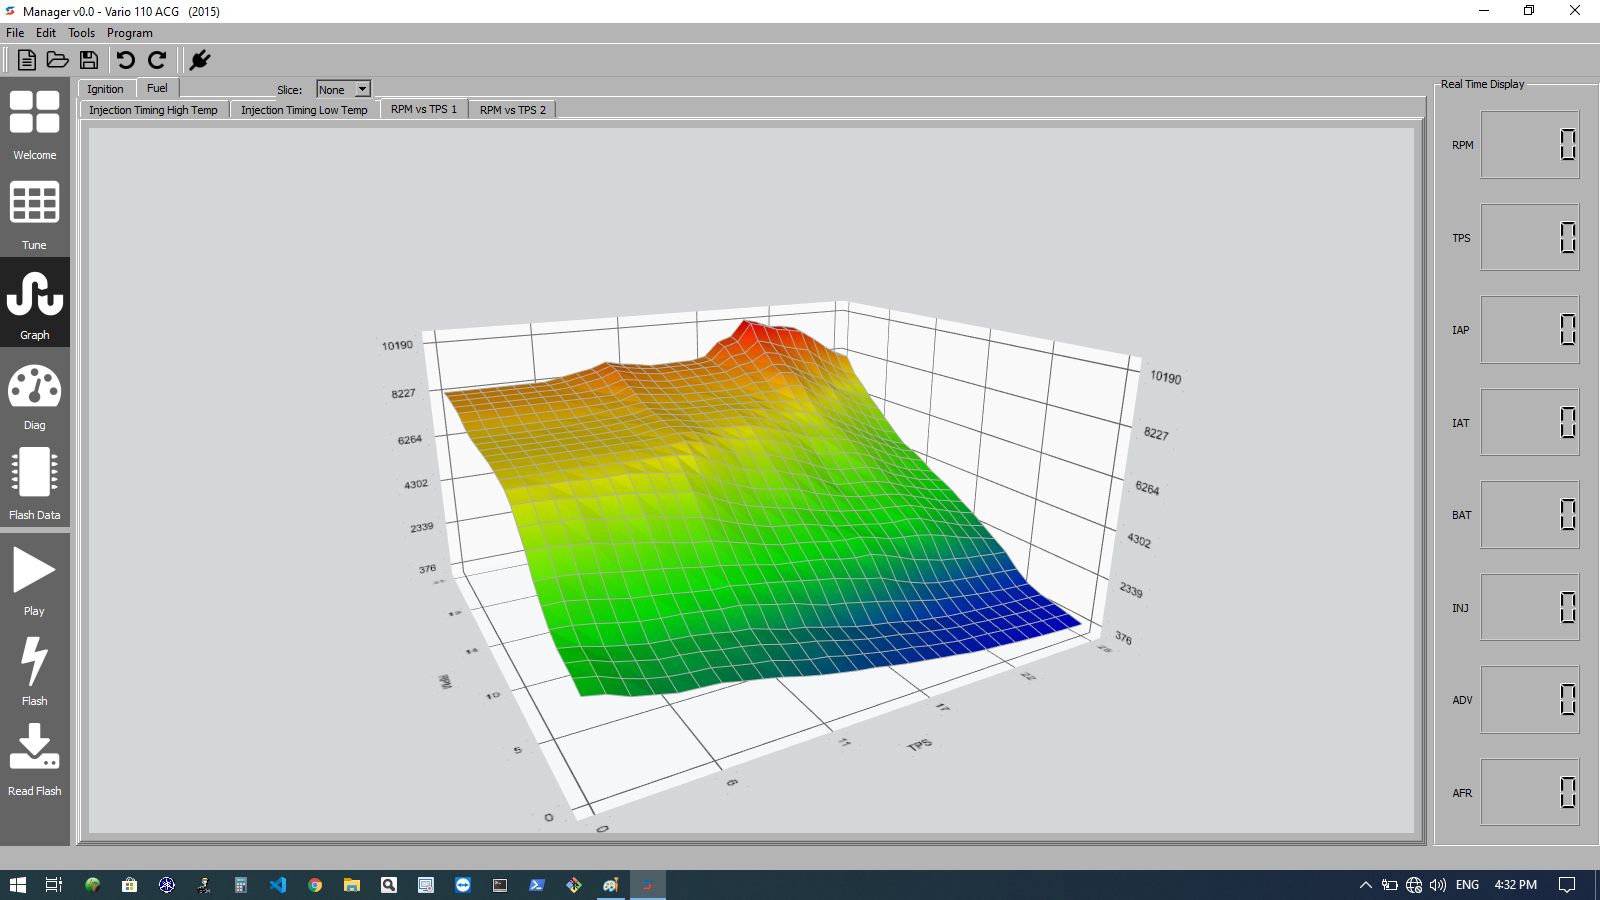 Manager v0.0 - Vario 110 ACG (2015)
File Edit Tools Program
Ignition Fuel Slice: None
Injection Timing High Temp Injection Timing Low Temp RPM vs TPS 1 RPM vs TPS 2
Welcome
Tune
Graph
Diag
Flash Data
Play
Flash
Read Flash
10190
8227
6264
4302
2339
376
14
10
5
0
RPM
0
6
11
17
22
TPS
10190
8227
6264
4302
2339
376
Real Time Display
RPM 0
TPS 0
IAP 0
IAT 0
BAT 0
INJ 0
ADV 0
AFR 0
ENG 4:32 PM